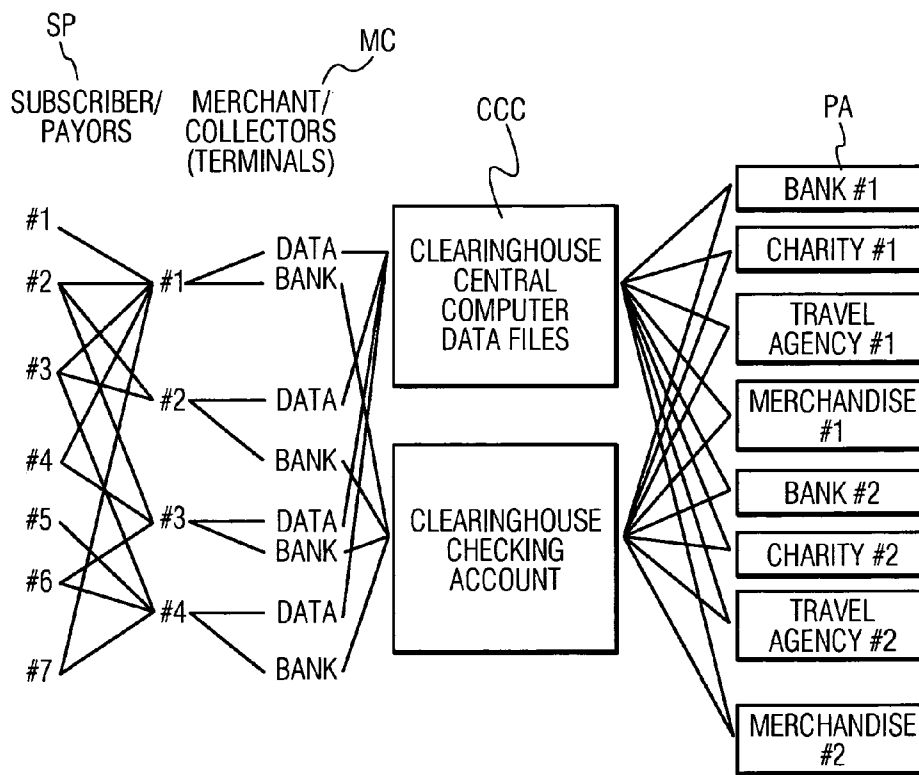 SP
SUBSCRIBER/
PAYORS
MC
MERCHANT/
COLLECTORS
(TERMINALS)
CCC
PA
#1
#2
#3
#4
#5
#6
#7
#1
#2
#3
#4
DATA
BANK
DATA
BANK
DATA
BANK
DATA
BANK
CLEARINGHOUSE
CENTRAL
COMPUTER
DATA FILES
CLEARINGHOUSE
CHECKING
ACCOUNT
BANK #1
CHARITY #1
TRAVEL
AGENCY #1
MERCHANDISE
#1
BANK #2
CHARITY #2
TRAVEL
AGENCY #2
MERCHANDISE
#2